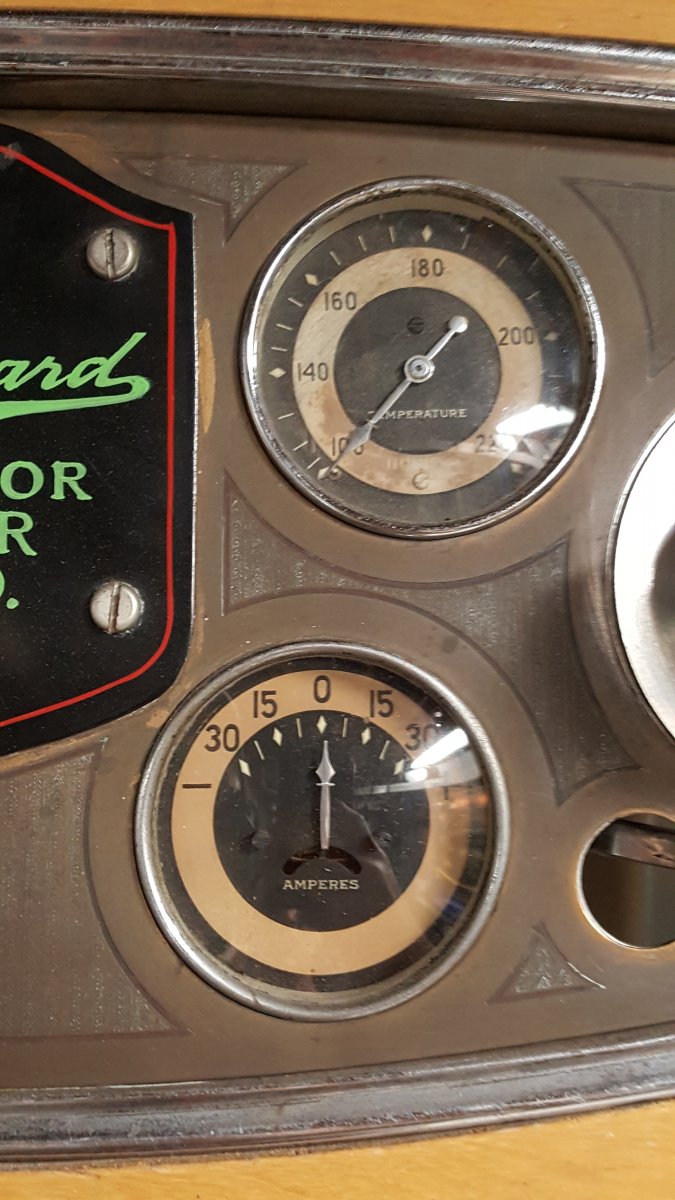 ard
OR
R
O.
180
160
200
140
TEMPERATURE
100
220
0
15 15
30 30
AMPERES